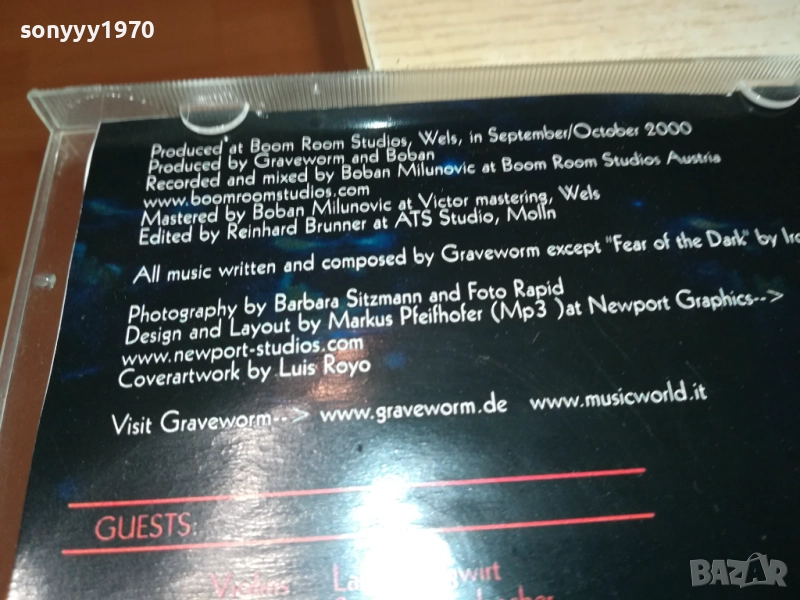 sonyyy1970
Produced at Boom Room Studios, Wels, in September/October 2000
Produced by Graveworm and Boban
Recorded and mixed by Boban Milunovic at Boom Room Studios Austria
www.boomroomstudios.com
Mastered by Boban Milunovic at Victor mastering, Wels
Edited by Reinhard Brunner at ATS Studio, Molln
All music written and composed by Graveworm except "Fear of the Dark" by
Photography by Barbara Sitzmann and Foto Rapid
Design and Layout by Markus Pfeifhofer (Mp3 )at Newport Graphics-->
www.newport-studios.com
Coverartwork by Luis Royo
Visit Graveworm--> www.graveworm.de www.musicworld.it
GUESTS:
Violins
BAZAR